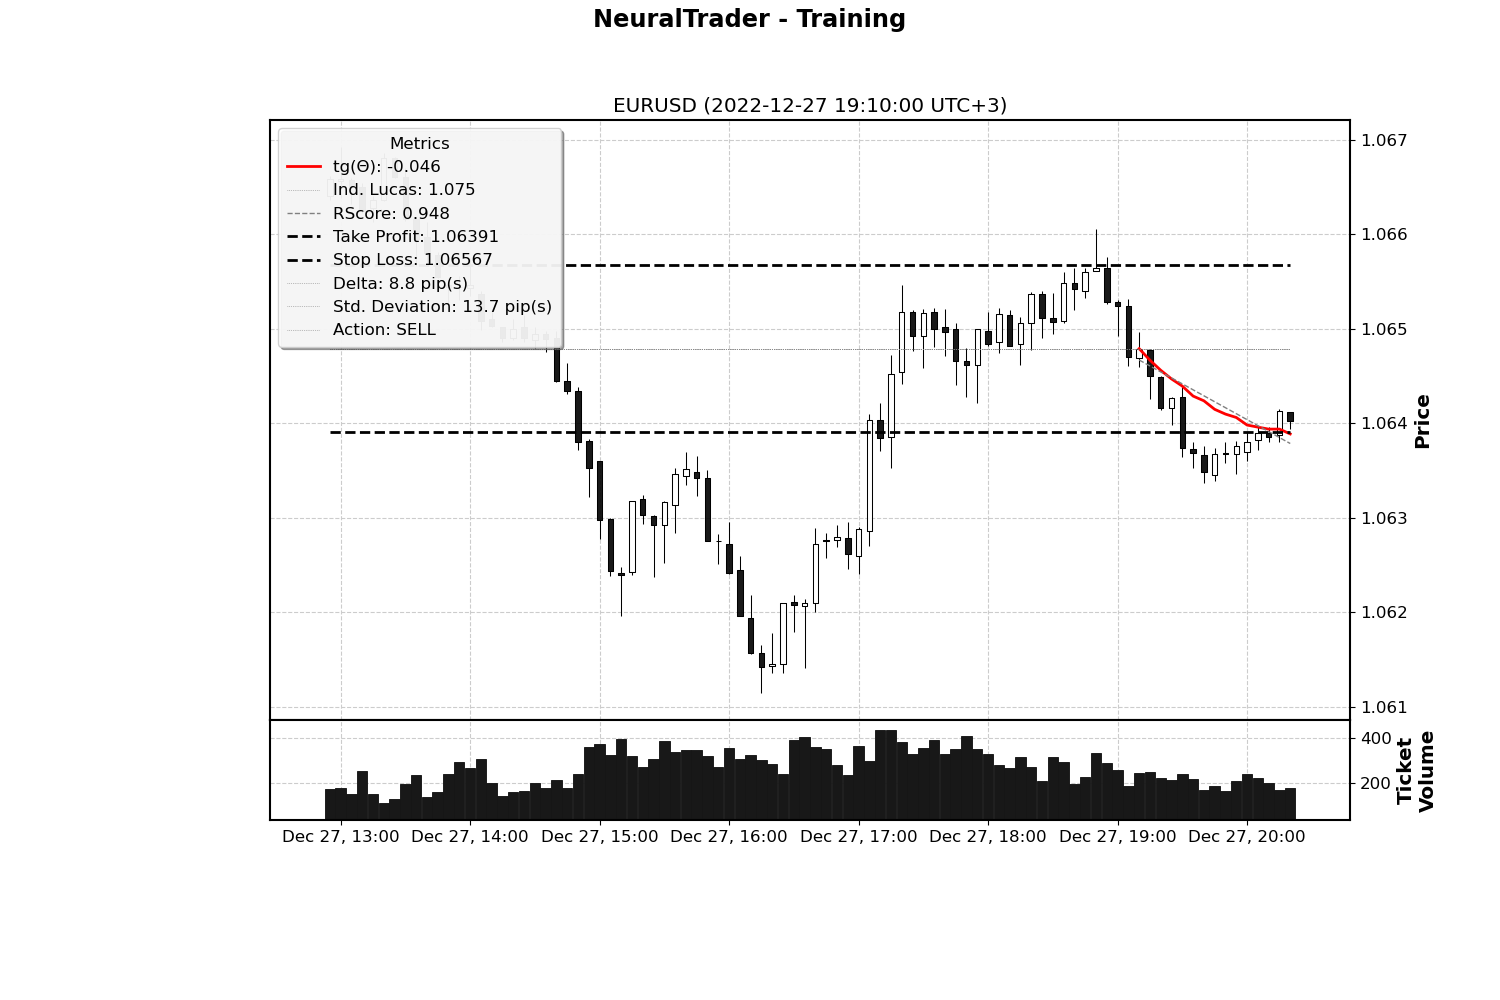 NeuralTrader - Training
EURUSD (2022-12-27 19:10:00 UTC+3)
Metrics
tg(Θ): -0.046
Ind. Lucas: 1.075
RScore: 0.948
Take Profit: 1.06391
Stop Loss: 1.06567
Delta: 8.8 pip(s)
Std. Deviation: 13.7 pip(s)
Action: SELL
1.067
1.066
1.065
1.064
1.063
1.062
1.061
Price
400
200
Ticket
Volume
Dec 27, 13:00 Dec 27, 14:00 Dec 27, 15:00 Dec 27, 16:00 Dec 27, 17:00 Dec 27, 18:00 Dec 27, 19:00 Dec 27, 20:00